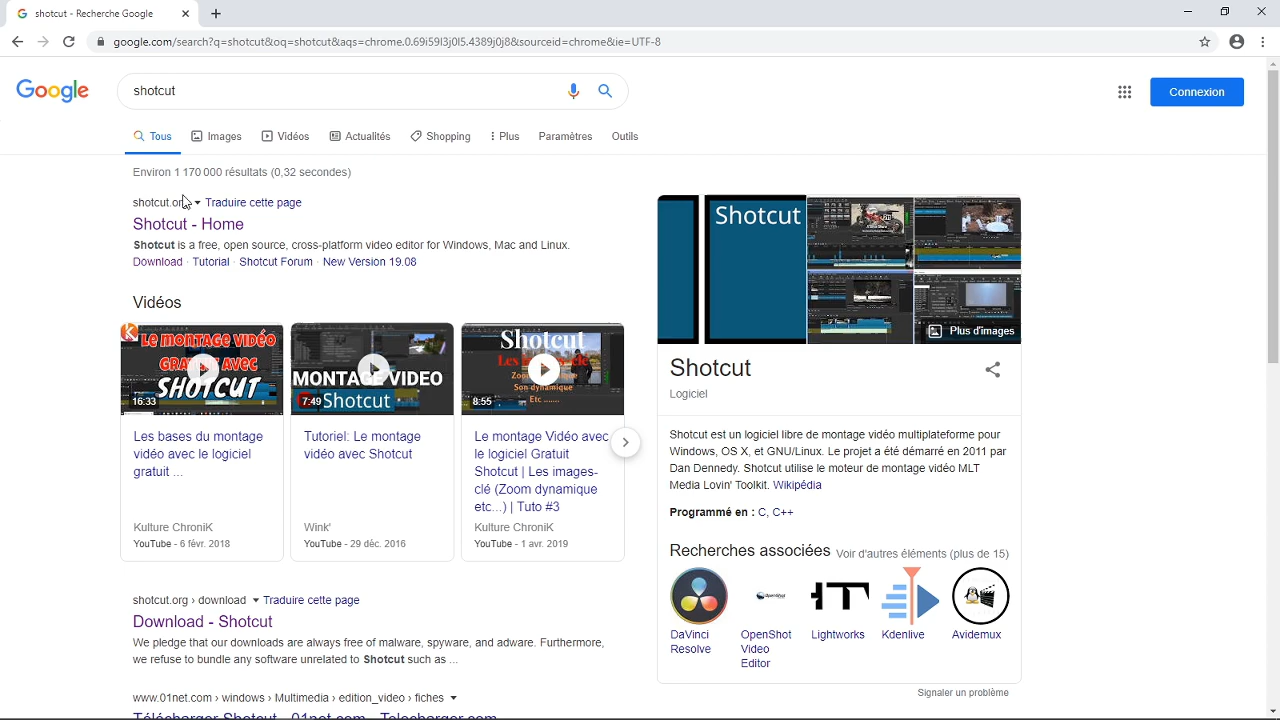 shotcut - Recherche Google
google.com/search?q=shotcut&oq=shotcut&aqs=chrome.0.69i59l3j0l5.4389j0j8&sourceid=chrome&ie=UTF-8
Google
shotcut
Connexion
Tous Images Vidéos Actualités Shopping Plus Paramètres Outils
Environ 1 170 000 résultats (0,32 secondes)
shotcut.org Traduire cette page
Shotcut - Home
Shotcut is a free, open source, cross-platform video editor for Windows, Mac and Linux.
Download · Tutorials · Shotcut Forum · New Version 19.08
Vidéos
LE MONTAGE VIDÉO
GRATUIT AVEC
SHOTCUT
16:33
Les bases du montage
vidéo avec le logiciel
gratuit ...
Kulture ChroniK
YouTube - 6 févr. 2018
MONTAGE VIDEO
7:49 Shotcut
Tutoriel: Le montage
vidéo avec Shotcut
Wink'
YouTube - 29 déc. 2016
Shotcut
Son dynamique
Etc .......
8:55
Le montage Vidéo avec
le logiciel Gratuit
Shotcut | Les images-
clé (Zoom dynamique
etc...) | Tuto #3
Kulture ChroniK
YouTube - 1 avr. 2019
shotcut.org › download Traduire cette page
Download - Shotcut
We pledge that our downloads are always free of malware, spyware, and adware. Furthermore,
we refuse to bundle any software unrelated to Shotcut such as ...
www.01net.com › windows › Multimedia › edition_video › fiches
Télécharger Shotcut - 01net.com - Telecharger.com
Shotcut
Plus d'images
Shotcut
Logiciel
Shotcut est un logiciel libre de montage vidéo multiplateforme pour
Windows, OS X, et GNU/Linux. Le projet a été démarré en 2011 par
Dan Dennedy. Shotcut utilise le moteur de montage vidéo MLT
Media Lovin' Toolkit. Wikipédia
Programmé en : C, C++
Recherches associées Voir d'autres éléments (plus de 15)
DaVinci
Resolve
OpenShot
Video
Editor
Lightworks
Kdenlive
Avidemux
Signaler un problème